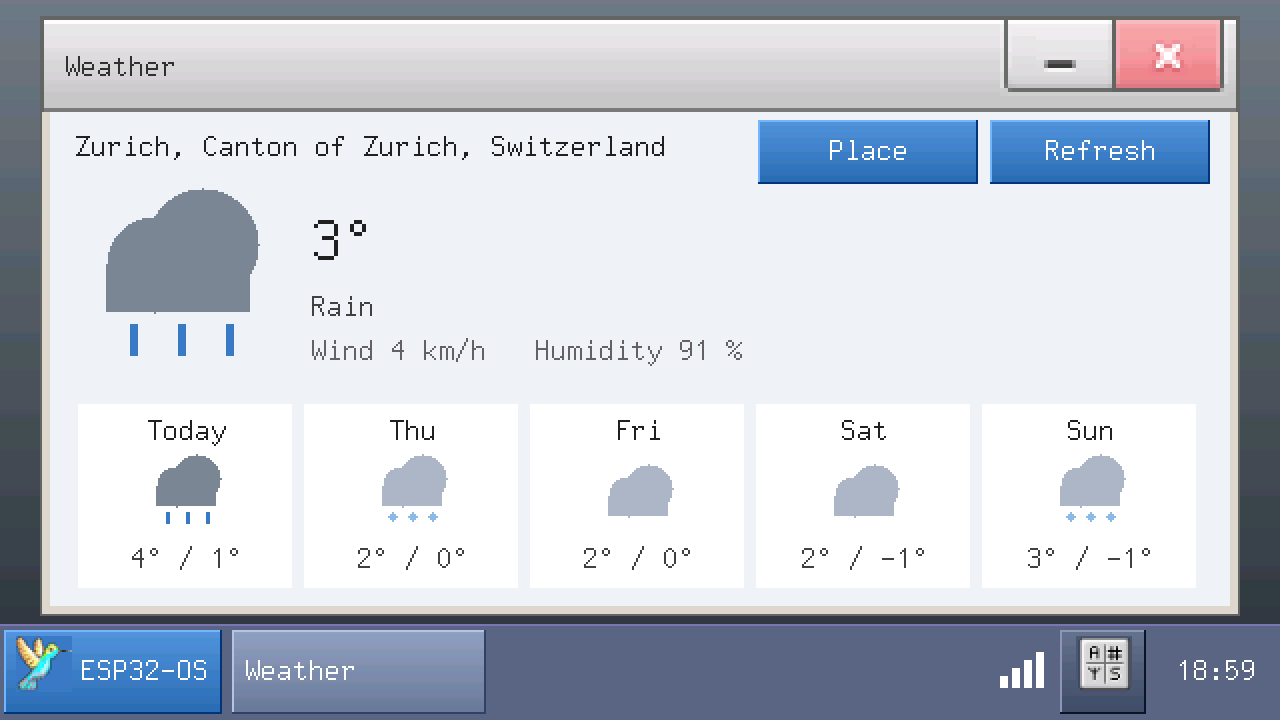 Weather
Zurich, Canton of Zurich, Switzerland
Place
Refresh
3°
Rain
Wind 4 km/h Humidity 91 %
Today
Thu
Fri
Sat
Sun
4° / 1°
2° / 0°
2° / 0°
2° / -1°
3° / -1°
ESP32-OS
Weather
A #
Y S
18:59